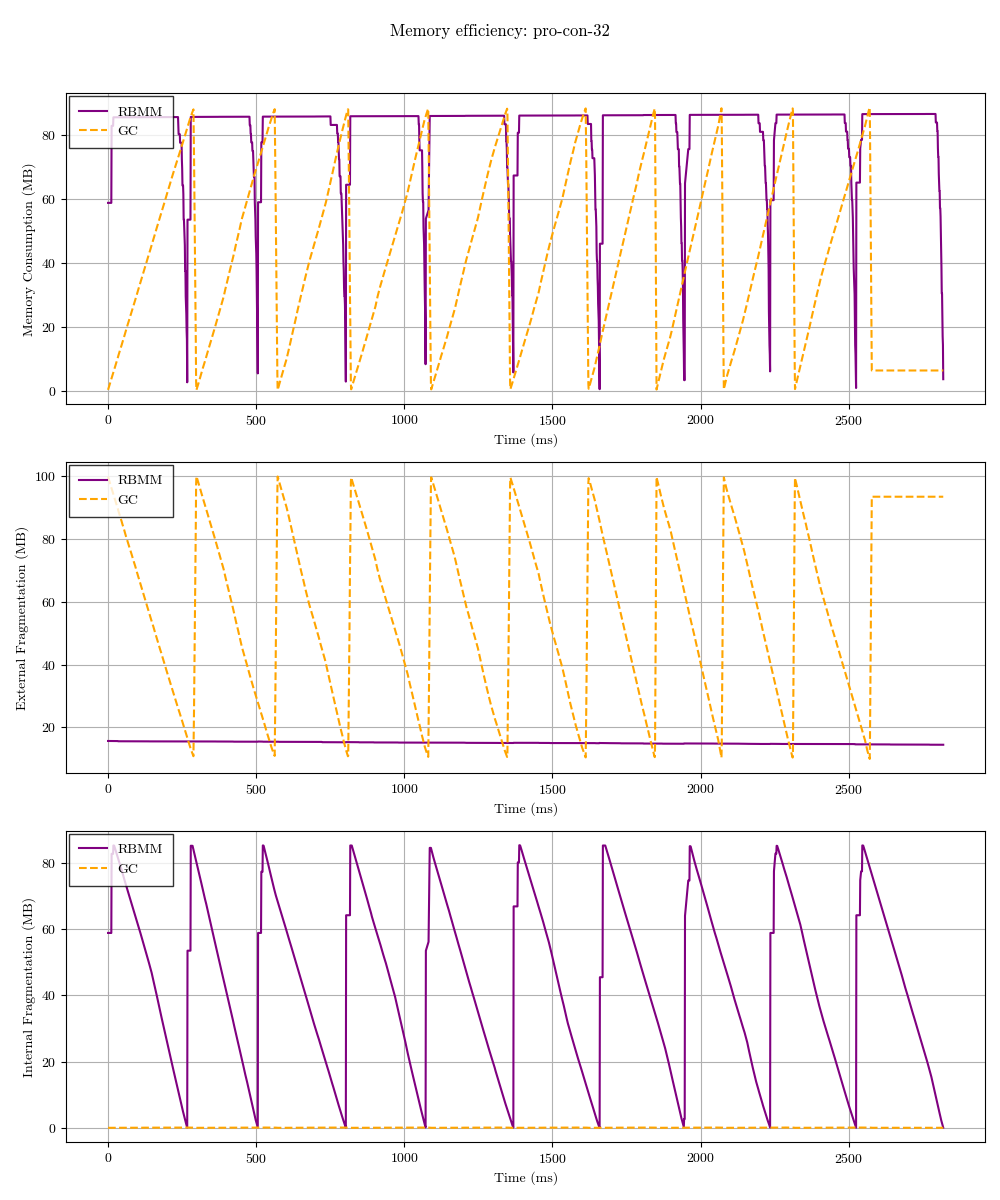 Memory efficiency: pro-con-32
Memory Consumption (MB)
RBMM
GC
80
60
40
20
0
0 500 1000 1500 2000 2500
Time (ms)
External Fragmentation (MB)
RBMM
GC
100
80
60
40
20
0 500 1000 1500 2000 2500
Time (ms)
Internal Fragmentation (MB)
RBMM
GC
80
60
40
20
0
0 500 1000 1500 2000 2500
Time (ms)